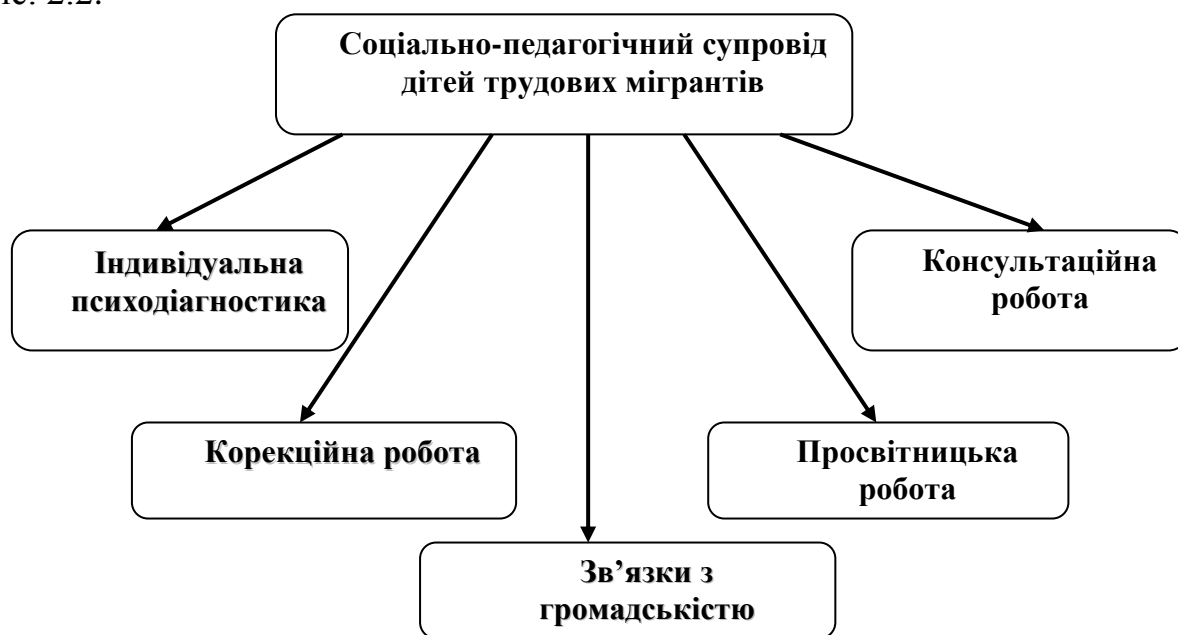 2.2.
Соціально-педагогічний супровід
дітей трудових мігрантів
Індивідуальна
психодіагностика
Консультаційна
робота
Корекційна робота
Просвітницька
робота
Зв’язки з
громадськістю